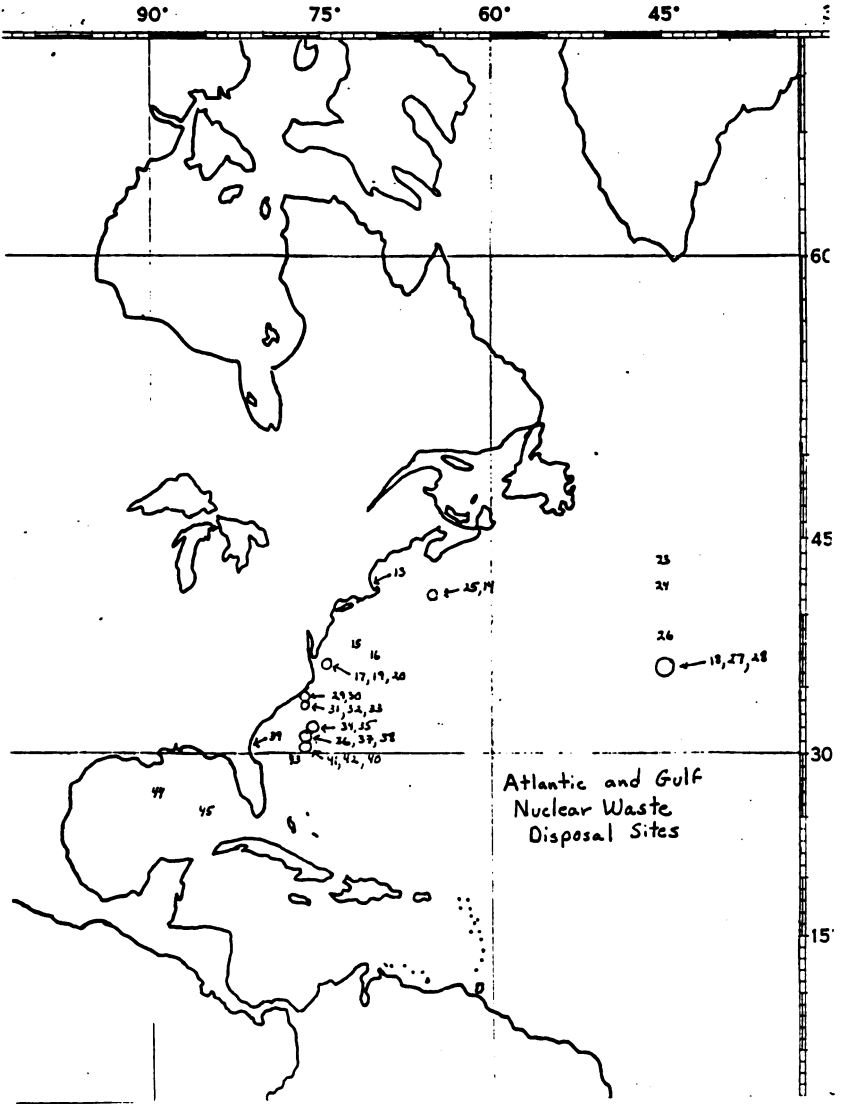 90°
75°
60°
45°
60
45
23
13
24
25,14
26
15
16
18, 27, 28
17, 19, 20
29,30
31, 32, 33
34,35
39
36, 37, 38
30
41, 42, 40
Atlantic and Gulf
44
Nuclear Waste
45
Disposal Sites
15°